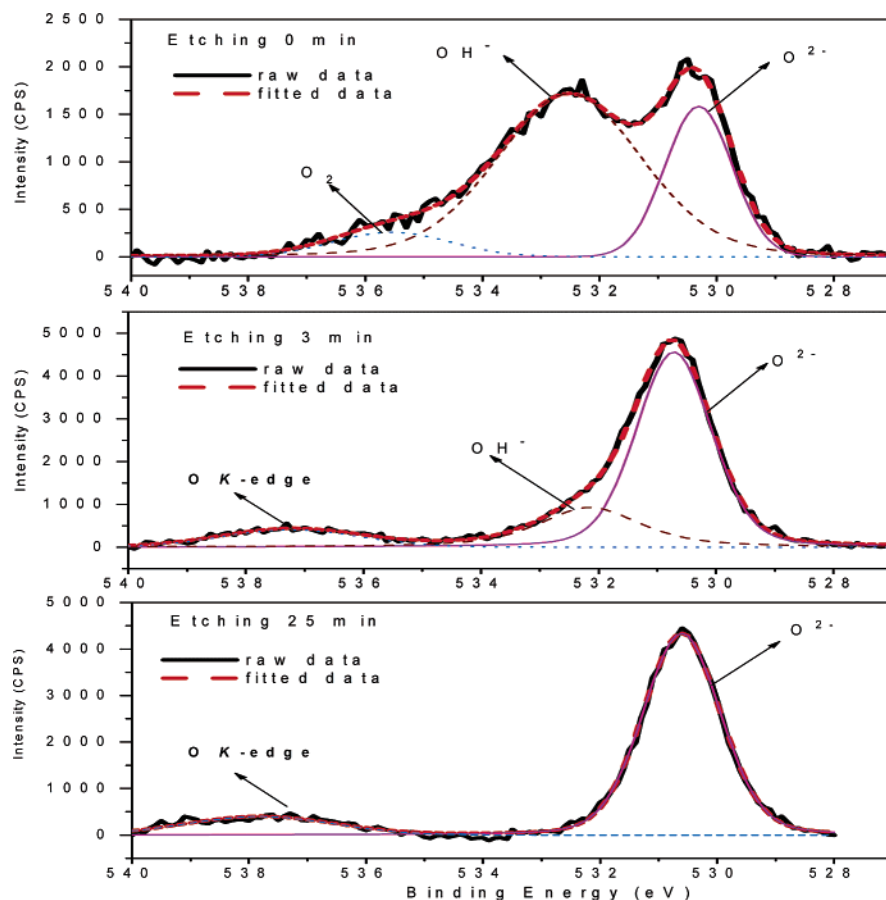 2500
Etching 0 min
OH-
O2-
raw data
2000
fitted data
1500
Intensity (CPS)
1000
O2
500
0
540 538 536 534 532 530 528
Etching 3 min
5000
raw data
O2-
fitted data
4000
3000
Intensity (CPS)
OH-
2000
O K-edge
1000
0
540 538 536 534 532 530 528
5000
Etching 25 min
O2-
raw data
4000
fitted data
3000
Intensity (CPS)
2000
O K-edge
1000
0
540 538 536 534 532 530 528
Binding Energy (eV)